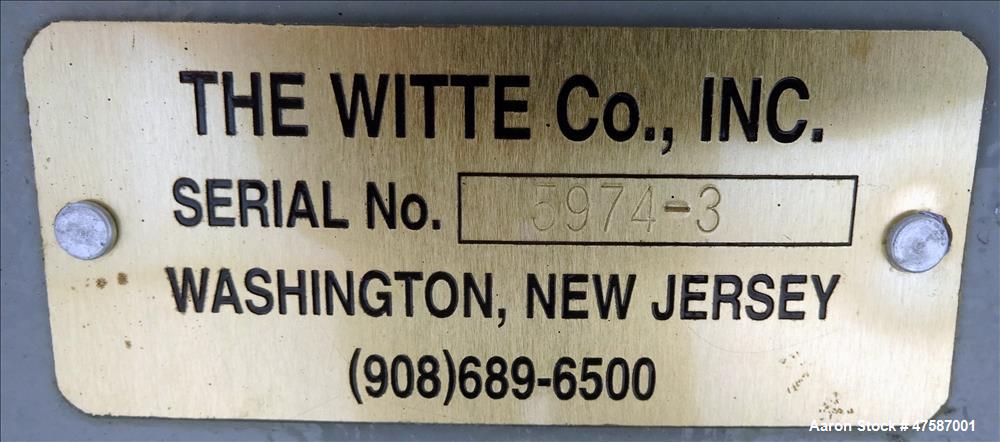 THE WITTE Co., INC.
SERIAL No. 5974-3
WASHINGTON, NEW JERSEY
(908)689-6500
Aaron Stock # 47587001